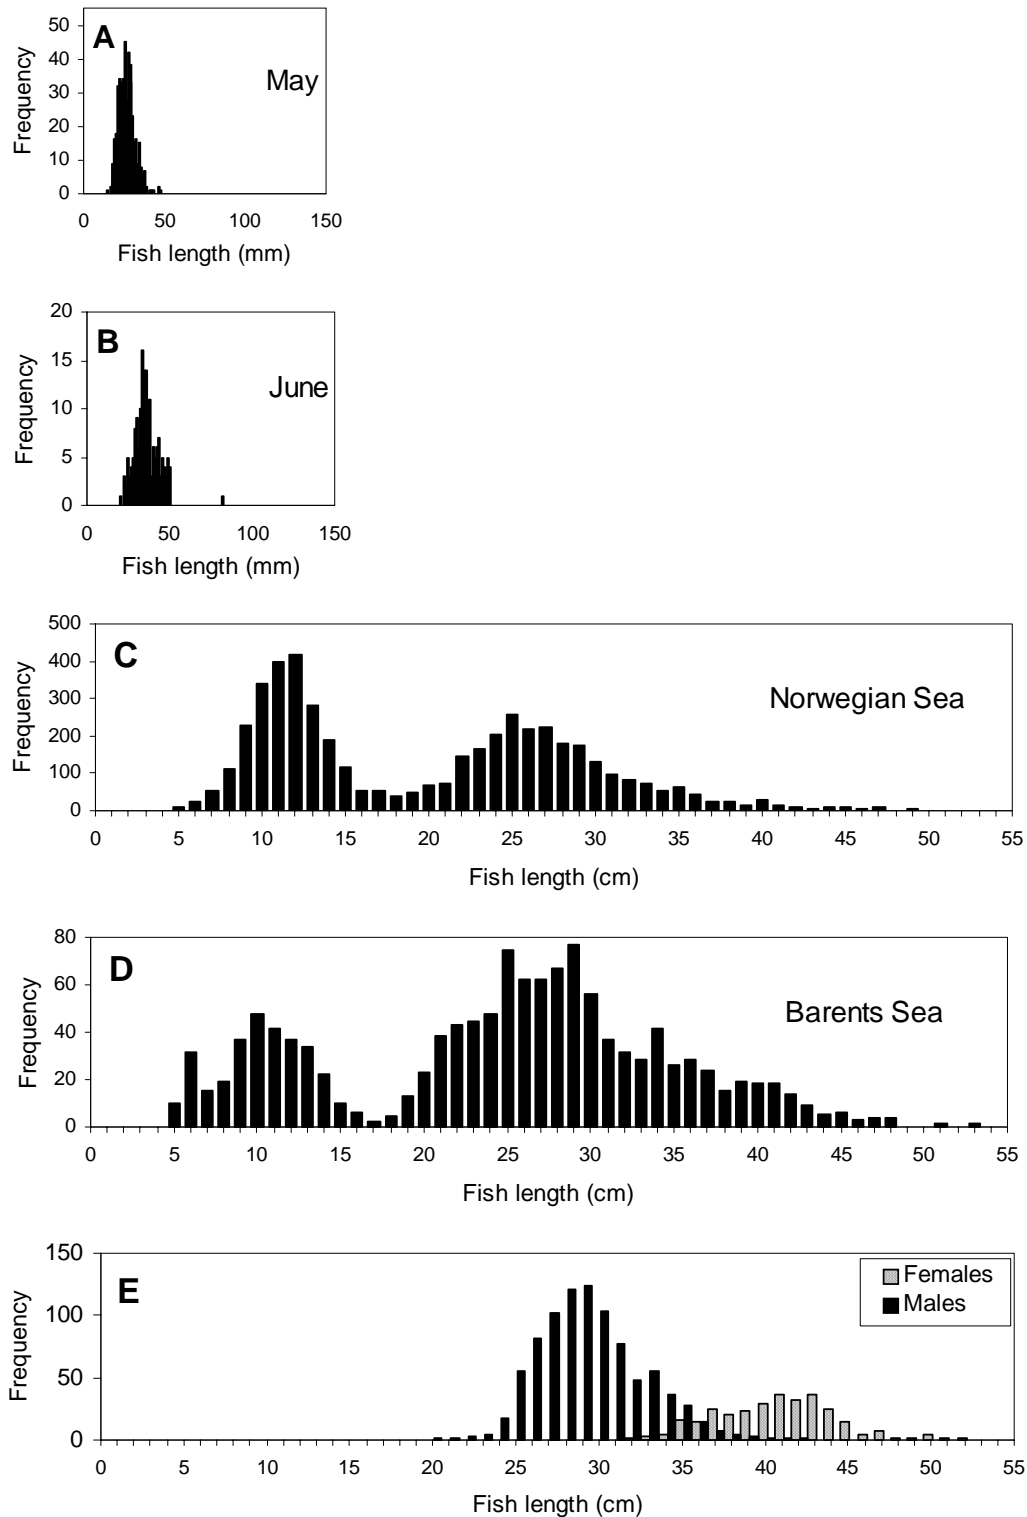 A
May
Frequency
50
40
30
20
10
0
0 50 100 150
Fish length (mm)
B
June
Frequency
20
15
10
5
0
0 50 100 150
Fish length (mm)
C
Norwegian Sea
Frequency
500
400
300
200
100
0
0 5 10 15 20 25 30 35 40 45 50 55
Fish length (cm)
D
Barents Sea
Frequency
80
60
40
20
0
0 5 10 15 20 25 30 35 40 45 50 55
Fish length (cm)
E
Females
Males
Frequency
150
100
50
0
0 5 10 15 20 25 30 35 40 45 50 55
Fish length (cm)